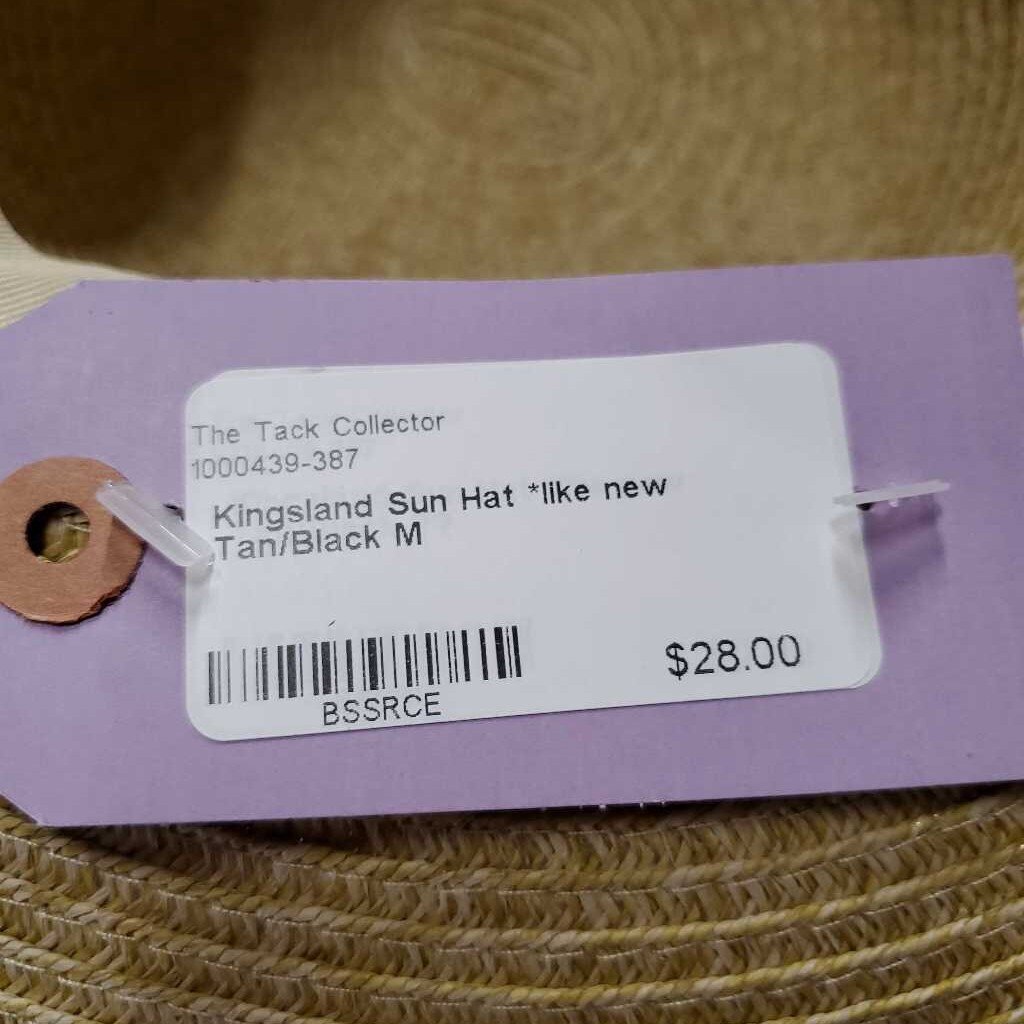 The Tack Collector
1000439-387
Kingsland Sun Hat *like new
Tan/Black M
BSSRCE
$28.00